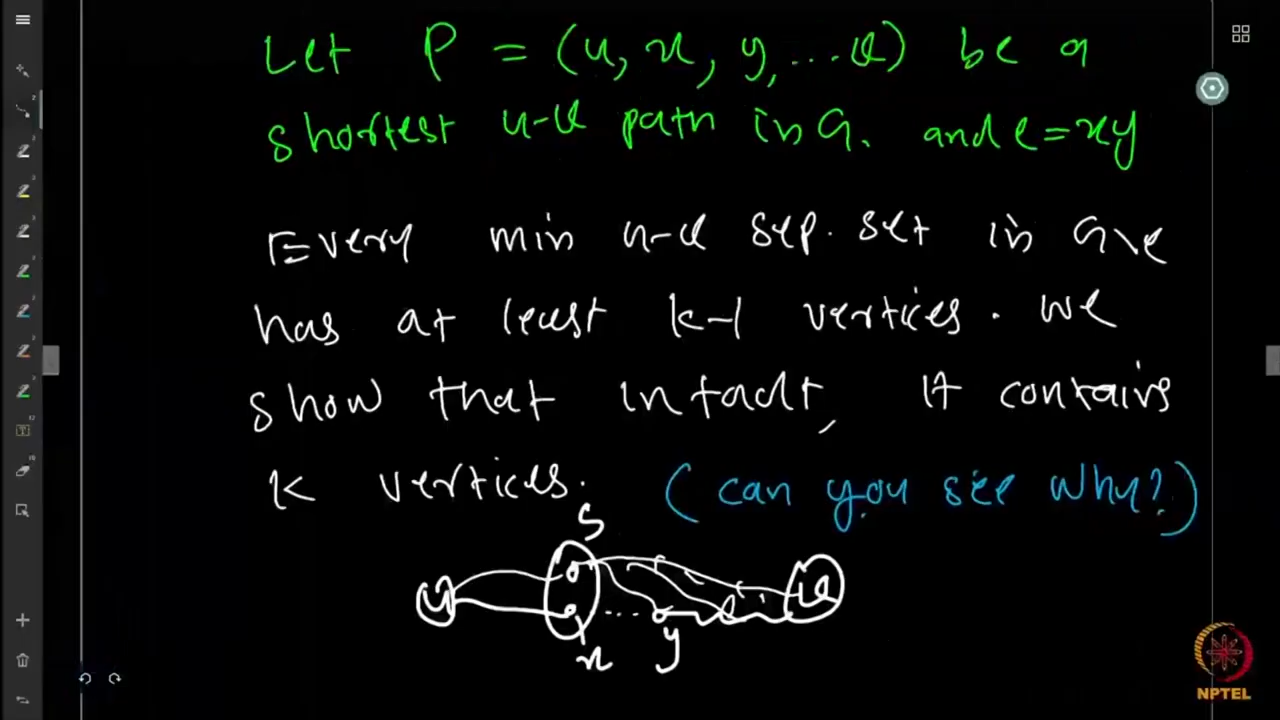 Let P = (u, x, y, ... v) be a
shortest u-v path in G. and e = xy
Every min u-v sep. set in G\e
has at least k-1 vertices. we
show that infact, it contains
k vertices. (can you see why?)
S
u v
x y
NPTEL